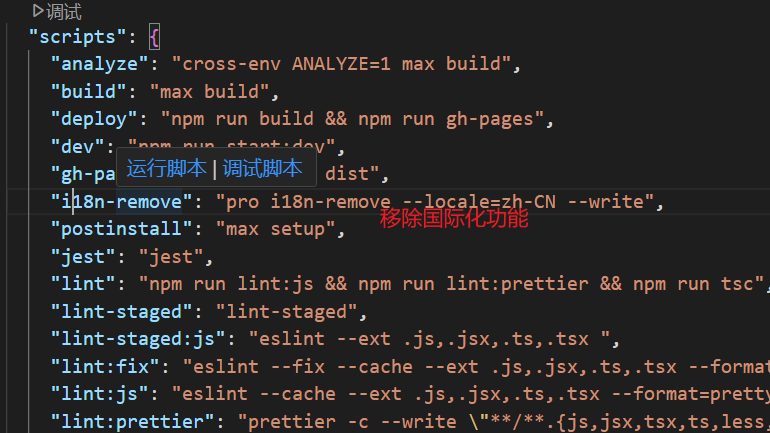 调试
"scripts": {
"analyze": "cross-env ANALYZE=1 max build",
"build": "max build",
"deploy": "npm run build && npm run gh-pages",
"dev": "npm run start:dev",
运行脚本 | 调试脚本
"gh-pa dist",
"i18n-remove": "pro i18n-remove --locale=zh-CN --write",
移除国际化功能
"postinstall": "max setup",
"jest": "jest",
"lint": "npm run lint:js && npm run lint:prettier && npm run tsc",
"lint-staged": "lint-staged",
"lint-staged:js": "eslint --ext .js,.jsx,.ts,.tsx ",
"lint:fix": "eslint --fix --cache --ext .js,.jsx,.ts,.tsx --format
"lint:js": "eslint --cache --ext .js,.jsx,.ts,.tsx --format=pretty
"lint:prettier": "prettier -c --write \"**/**.{js,jsx,tsx,ts,less,